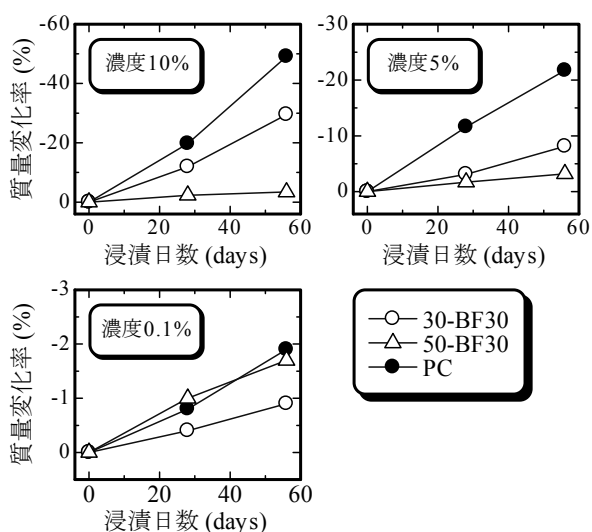 濃度10%
質量変化率 (%)
-60
-40
-20
0
0 20 40 60
浸漬日数 (days)
濃度5%
-30
-20
-10
0
0 20 40 60
浸漬日数 (days)
濃度0.1%
質量変化率 (%)
-3
-2
-1
0
0 20 40 60
浸漬日数 (days)
30-BF30
50-BF30
PC